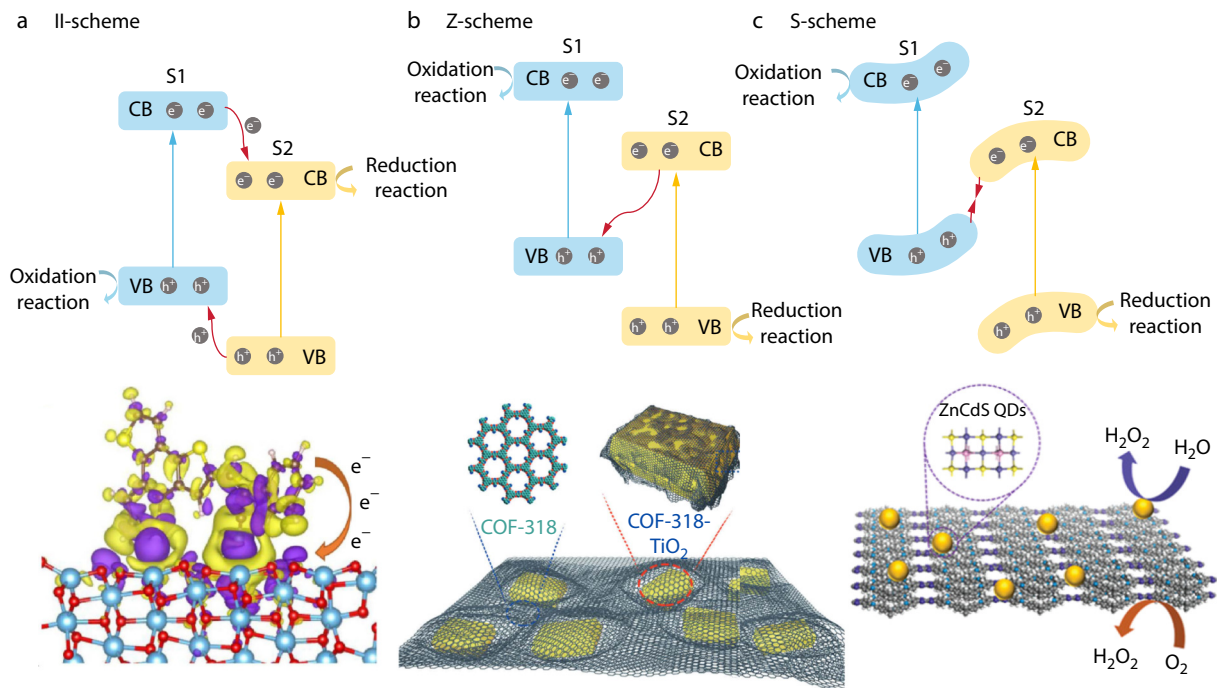 a II-scheme
S1
CB e⁻ e⁻
e⁻
S2
e⁻ e⁻ CB
Reduction
reaction
Oxidation
reaction
VB h⁺ h⁺
h⁺
h⁺ h⁺ VB
e⁻
e⁻
e⁻
b Z-scheme
S1
Oxidation
reaction
CB e⁻ e⁻
S2
e⁻ e⁻ CB
VB h⁺ h⁺
h⁺ h⁺ VB
Reduction
reaction
COF-318
COF-318-
TiO₂
c S-scheme
S1
Oxidation
reaction
CB e⁻ e⁻
S2
e⁻ e⁻ CB
VB h⁺ h⁺
h⁺ h⁺ VB
Reduction
reaction
ZnCdS QDs
H₂O₂
H₂O
H₂O₂
O₂